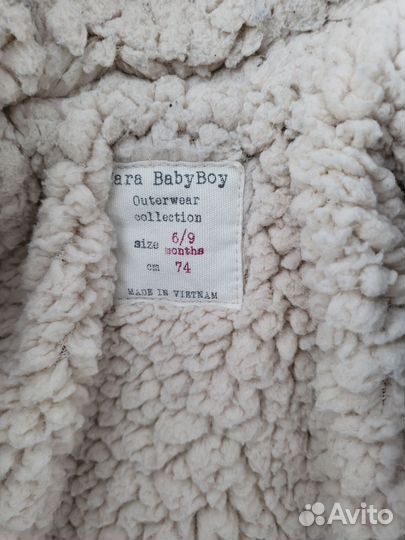 ara BabyBoy
Outerwear
collection
size 6/9
months
cm 74
MADE IN VIETNAM
Avito